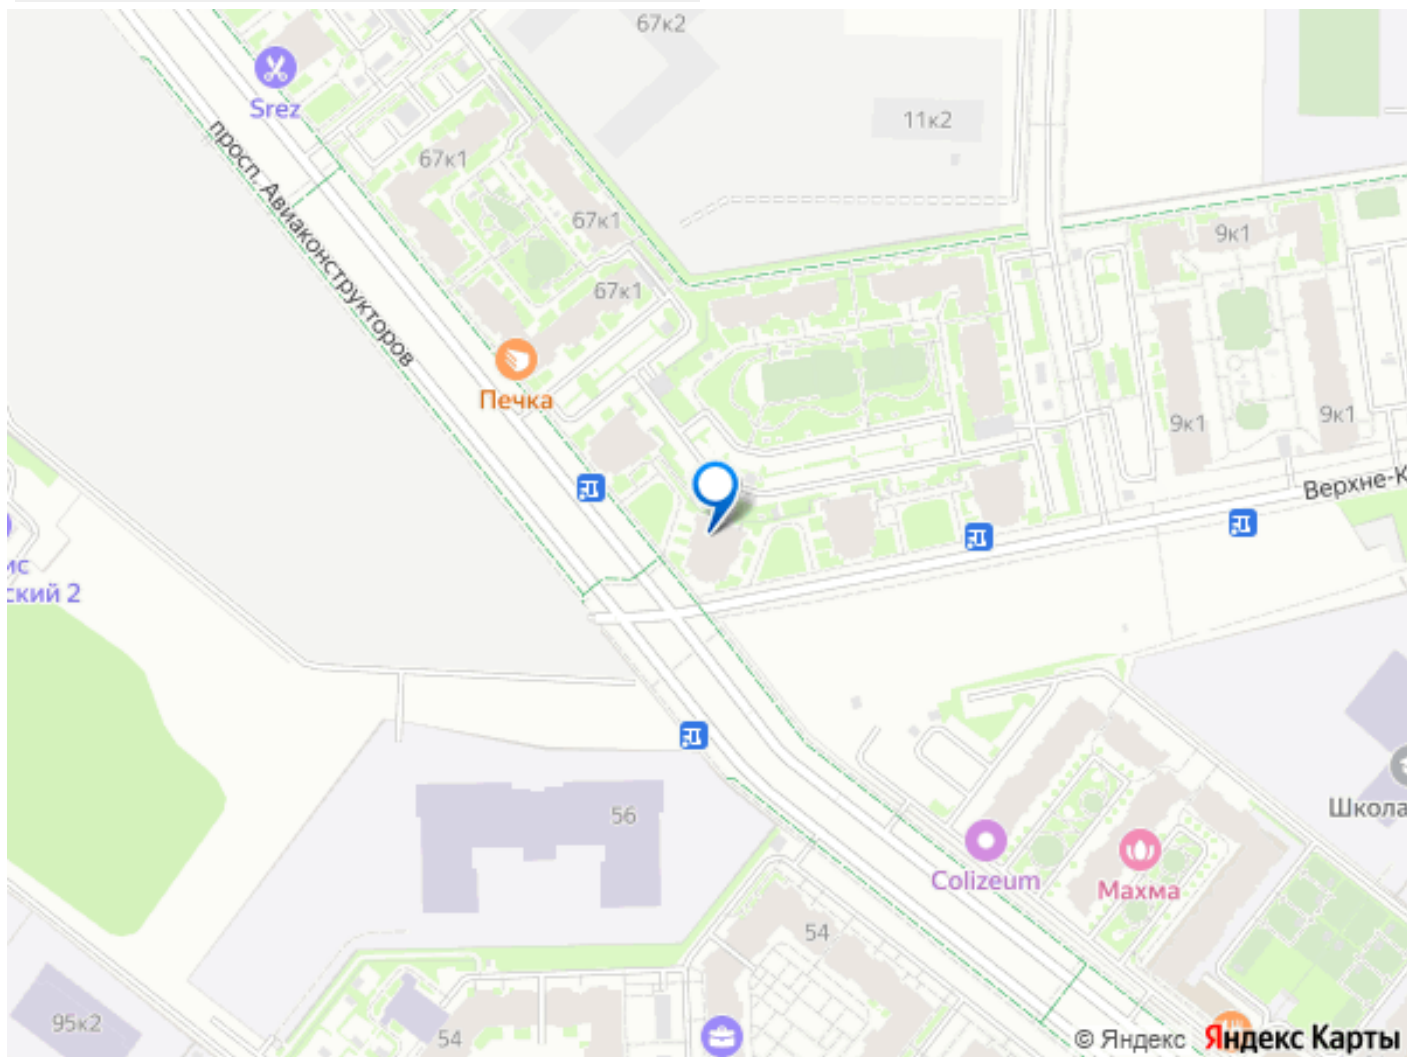 67к2
Srez
11к2
67к1
просп. Авиаконструкторов
67к1
9к1
67к1
Печка
9к1
9к1
Верхне-К
ис
ский 2
56
Школа
Colizeum
Махма
54
95к2
54
© Яндекс Яндекс Карты